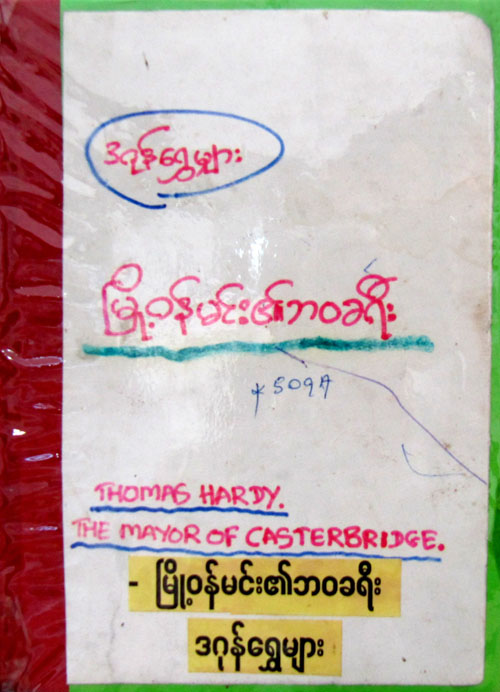 ဒဂုန်ရွှေမျှား
မြို့ဝန်မင်း၏ဘဝခရီး
THOMAS HARDY.
THE MAYOR OF CASTERBRIDGE.
- မြို့ဝန်မင်း၏ဘဝခရီး
ဒဂုန်ရွှေမျှား